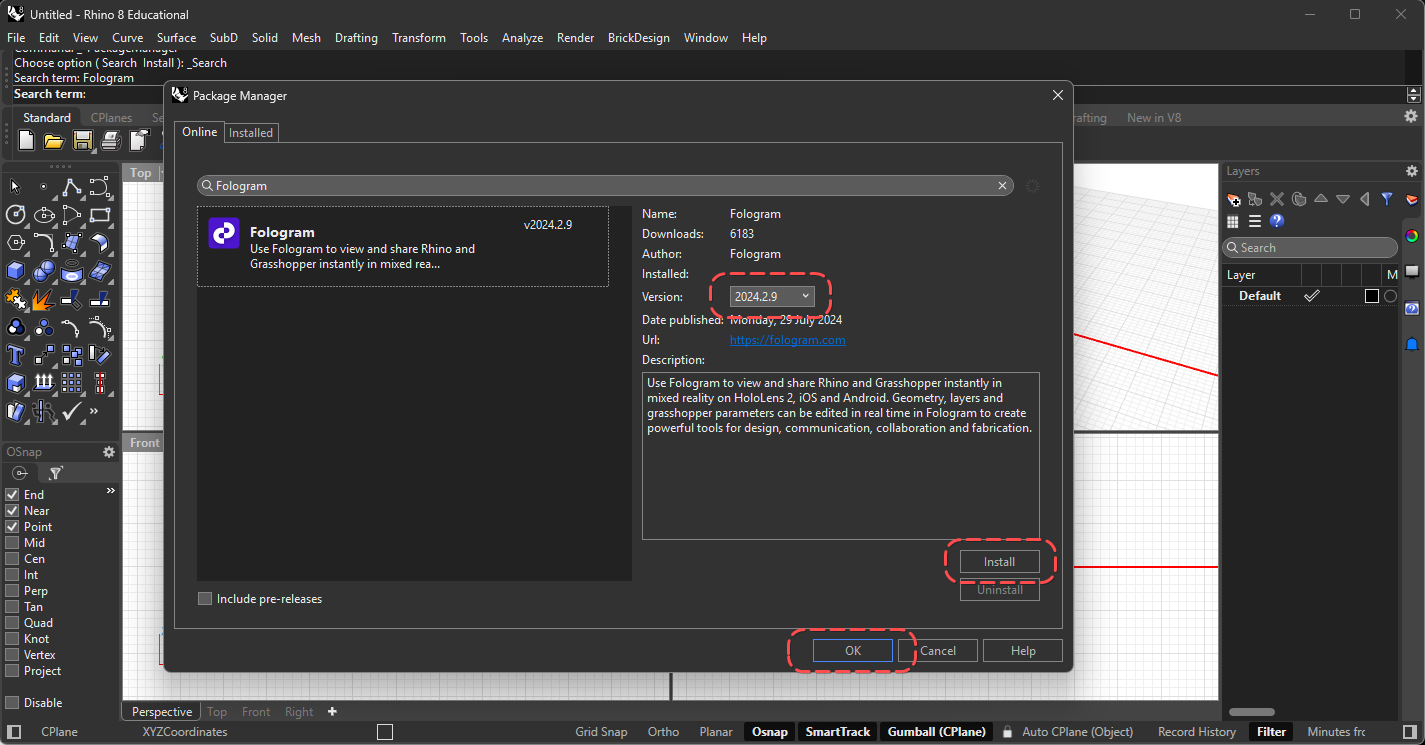 Untitled - Rhino 8 Educational
File Edit View Curve Surface SubD Solid Mesh Drafting Transform Tools Analyze Render BrickDesign Window Help
Choose option ( Search Install ): _Search
Search term: Fologram
Search term:
Package Manager
Standard CPlanes
New in V8
Online Installed
Top
Layers
Fologram
Fologram
v2024.2.9
Use Fologram to view and share Rhino and
Grasshopper instantly in mixed rea...
Name: Fologram
Downloads: 6183
Author: Fologram
Installed:
Version: 2024.2.9
Date published: Monday, 29 July 2024
Url: https://fologram.com
Description:
Use Fologram to view and share Rhino and Grasshopper instantly in
mixed reality on HoloLens 2, iOS and Android. Geometry, layers and
grasshopper parameters can be edited in real time in Fologram to create
powerful tools for design, communication, collaboration and fabrication.
Search
Layer M
Default
Front
OSnap
End
Near
Point
Mid
Cen
Int
Perp
Tan
Quad
Knot
Vertex
Project
Disable
Install
Uninstall
Include pre-releases
OK Cancel Help
Perspective Top Front Right
CPlane XYZCoordinates Grid Snap Ortho Planar Osnap SmartTrack Gumball (CPlane) Auto CPlane (Object) Record History Filter Minutes frc